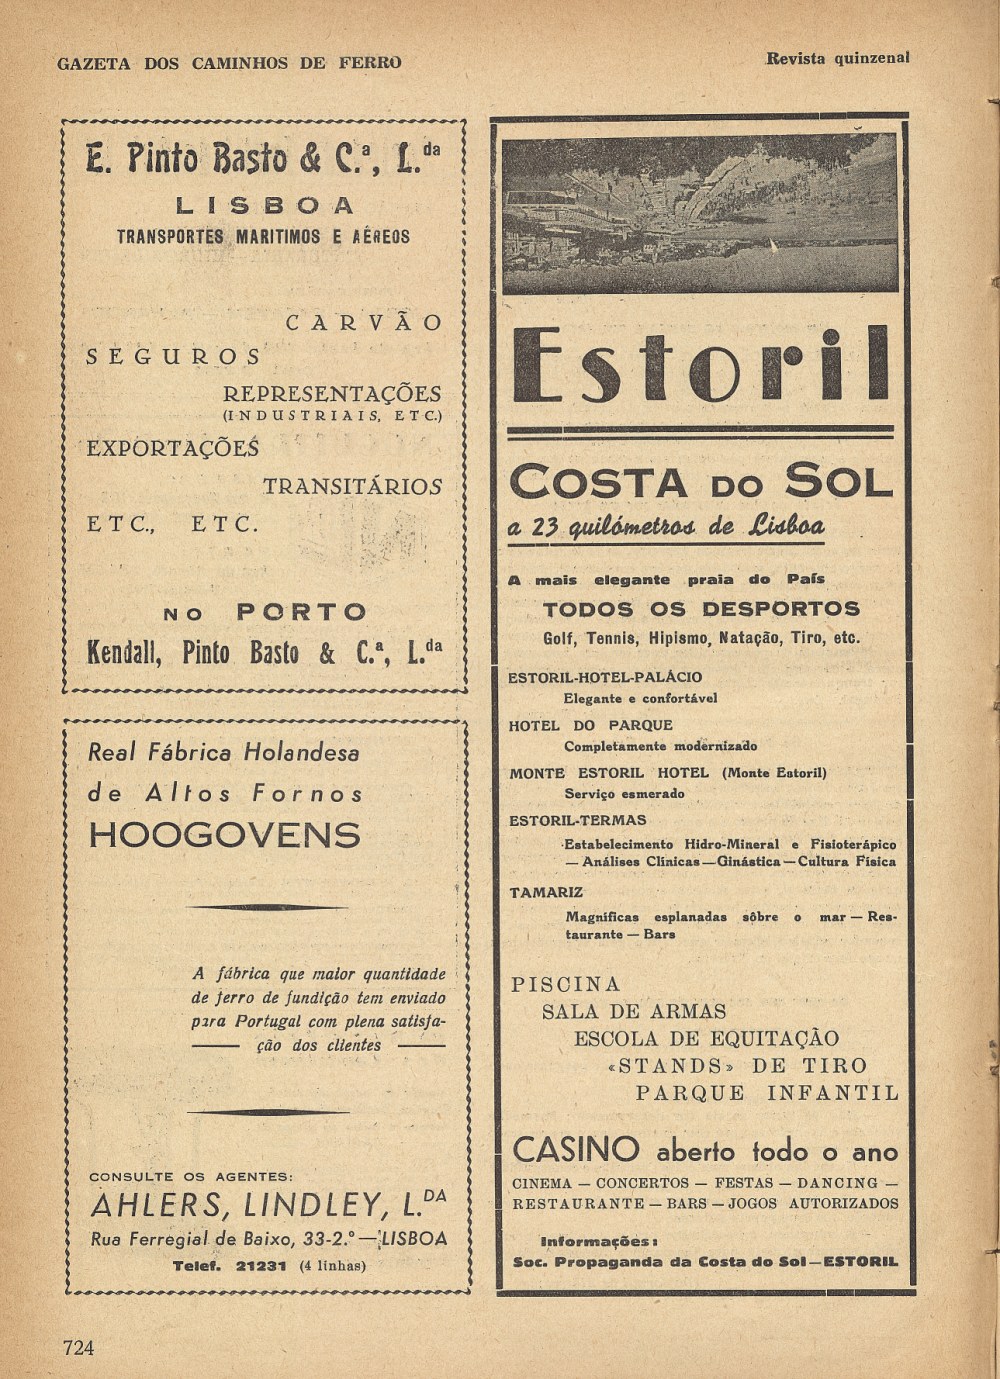 GAZETA DOS CAMINHOS DE FERRO
Revista quinzenal
E. Pinto Basto & C.ª, L.da
LISBOA
TRANSPORTES MARITIMOS E AÉREOS
CARVÃO
SEGUROS
REPRESENTAÇÕES
(INDUSTRIAIS, ETC.)
EXPORTAÇÕES
TRANSITÁRIOS
ETC., ETC.
NO PORTO
Kendall, Pinto Basto & C.ª, L.da
Real Fábrica Holandesa
de Altos Fornos
HOOGOVENS
A fábrica que maior quantidade
de ferro de fundição tem enviado
para Portugal com plena satisfa-
ção dos clientes
CONSULTE OS AGENTES:
AHLERS, LINDLEY, L.DA
Rua Ferregial de Baixo, 33-2.º — LISBOA
Telef. 21231 (4 linhas)
Estoril
COSTA DO SOL
a 23 quilómetros de Lisboa
A mais elegante praia do País
TODOS OS DESPORTOS
Golf, Tennis, Hipismo, Natação, Tiro, etc.
ESTORIL-HOTEL-PALÁCIO
Elegante e confortável
HOTEL DO PARQUE
Completamente modernizado
MONTE ESTORIL HOTEL (Monte Estoril)
Serviço esmerado
ESTORIL-TERMAS
Estabelecimento Hidro-Mineral e Fisioterápico
— Análises Clínicas — Ginástica — Cultura Física
TAMARIZ
Magníficas esplanadas sôbre o mar — Res-
taurante — Bars
PISCINA
SALA DE ARMAS
ESCOLA DE EQUITAÇÃO
«STANDS» DE TIRO
PARQUE INFANTIL
CASINO aberto todo o ano
CINEMA — CONCERTOS — FESTAS — DANCING —
RESTAURANTE — BARS — JOGOS AUTORIZADOS
Informações:
Soc. Propaganda da Costa do Sol — ESTORIL
724